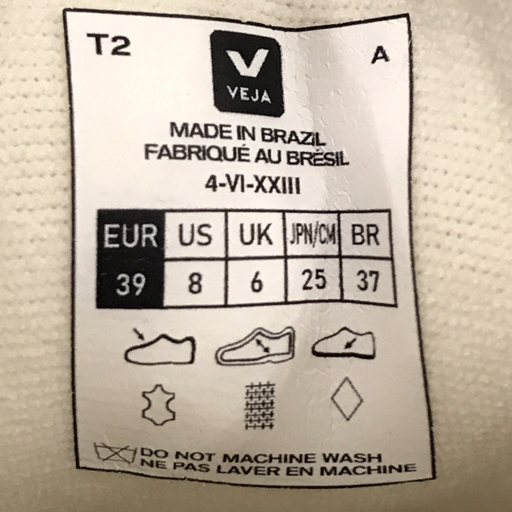 T2
A
VEJA
MADE IN BRAZIL
FABRIQUÉ AU BRÉSIL
4-VI-XXIII
EUR US UK JPN/CM BR
39 8 6 25 37
DO NOT MACHINE WASH
NE PAS LAVER EN MACHINE